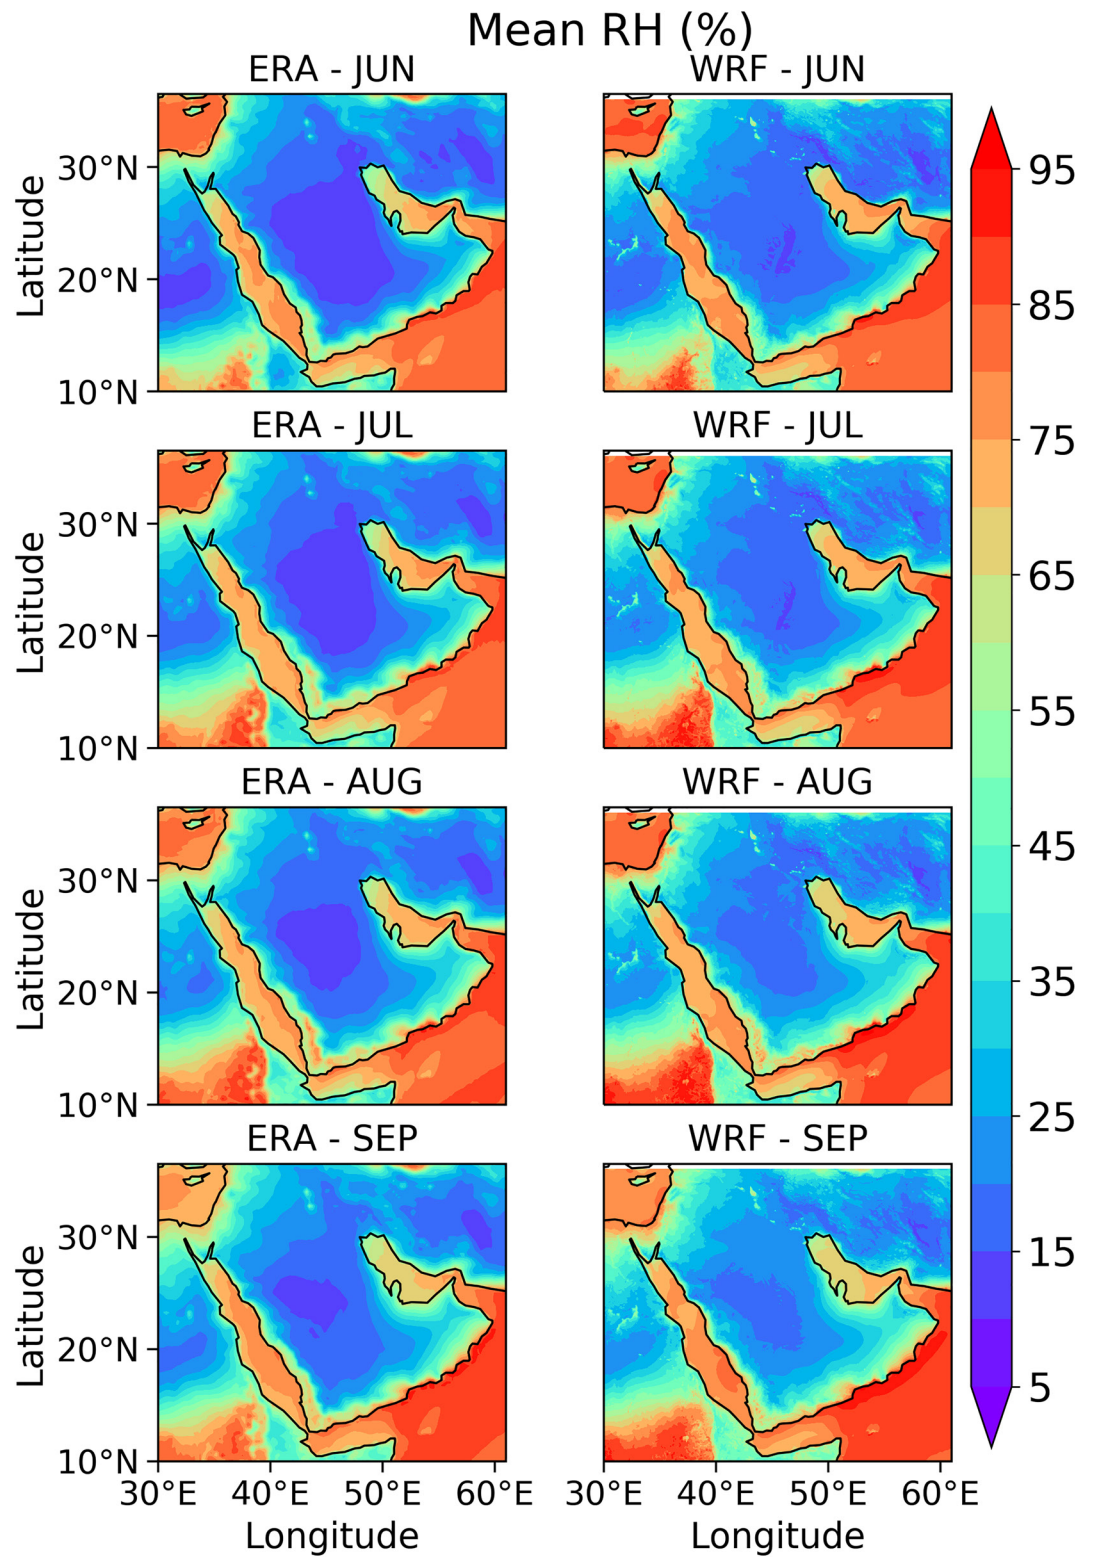 Mean RH (%)
ERA - JUN
WRF - JUN
Latitude
30°N
20°N
10°N
ERA - JUL
WRF - JUL
Latitude
30°N
20°N
10°N
ERA - AUG
WRF - AUG
Latitude
30°N
20°N
10°N
ERA - SEP
WRF - SEP
Latitude
30°N
20°N
10°N
30°E 40°E 50°E 60°E
30°E 40°E 50°E 60°E
Longitude
Longitude
95
85
75
65
55
45
35
25
15
5